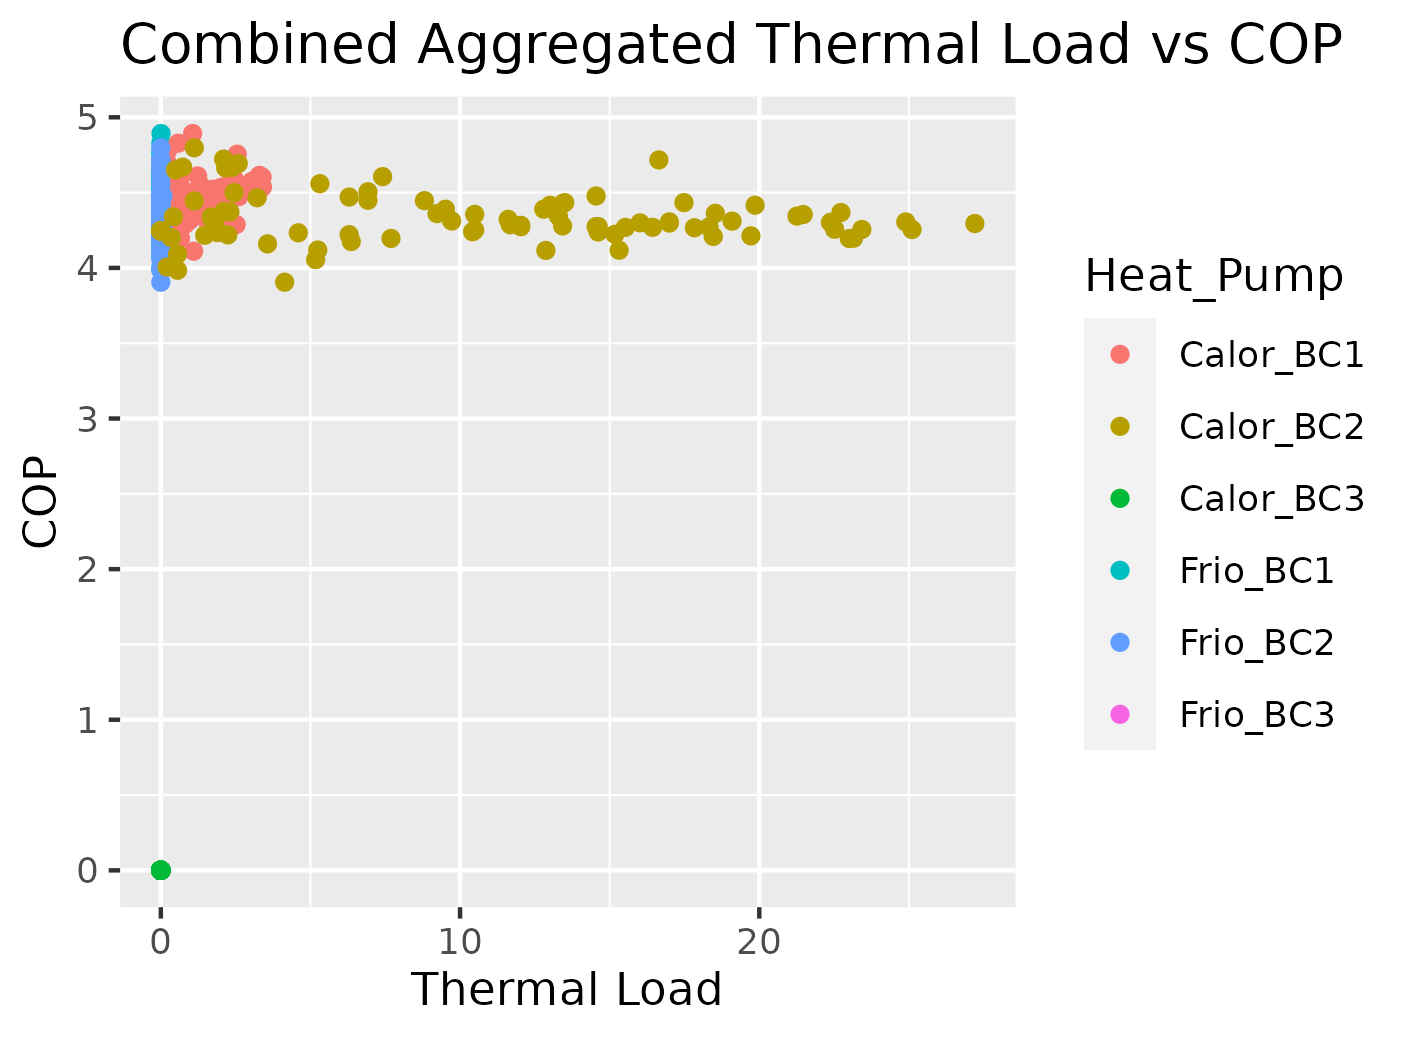 Combined Aggregated Thermal Load vs COP
5
4
3
2
1
0
COP
0 10 20
Thermal Load
Heat_Pump
Calor_BC1
Calor_BC2
Calor_BC3
Frio_BC1
Frio_BC2
Frio_BC3